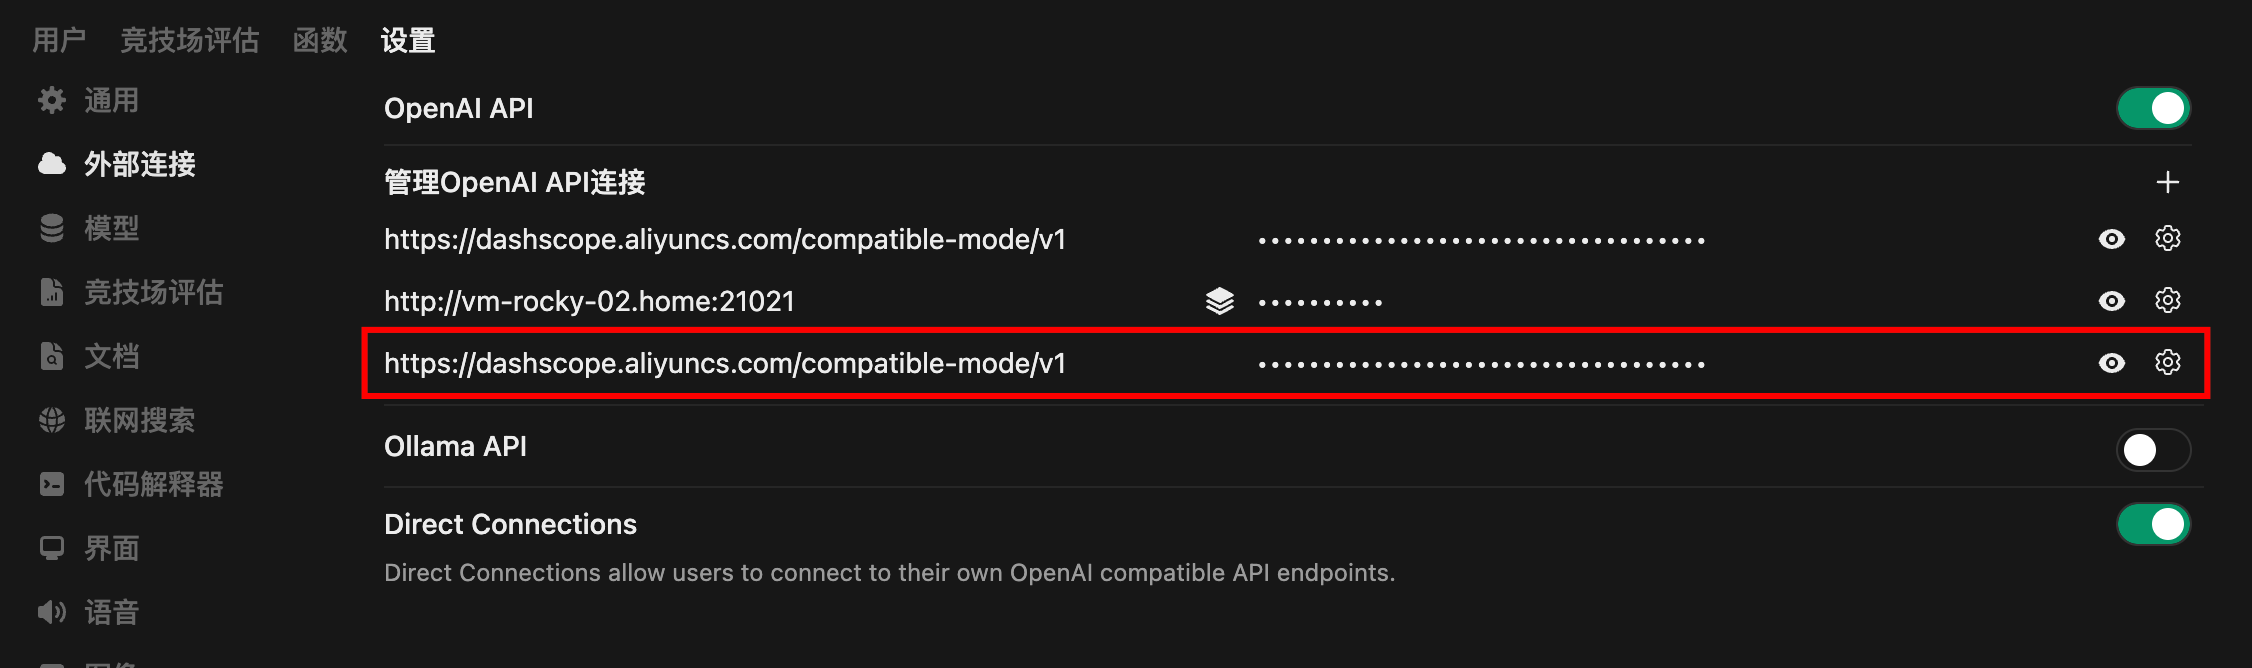 用户 竞技场评估 函数 设置
通用
外部连接
模型
竞技场评估
文档
联网搜索
代码解释器
界面
语音
OpenAI API
管理OpenAI API连接
https://dashscope.aliyuncs.com/compatible-mode/v1 •••••••••••••••••••••••••••••••••••
http://vm-rocky-02.home:21021 ••••••••••
https://dashscope.aliyuncs.com/compatible-mode/v1 •••••••••••••••••••••••••••••••••••
Ollama API
Direct Connections
Direct Connections allow users to connect to their own OpenAI compatible API endpoints.